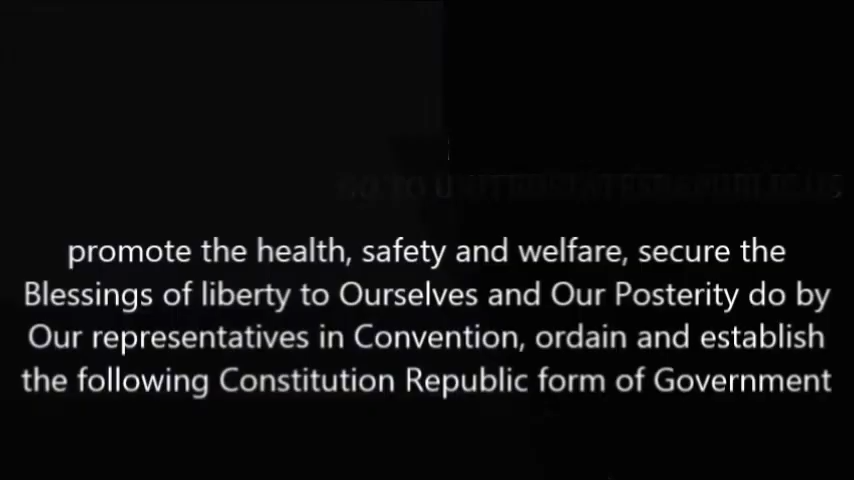 promote the health, safety and welfare, secure the
Blessings of liberty to Ourselves and Our Posterity do by
Our representatives in Convention, ordain and establish
the following Constitution Republic form of Government